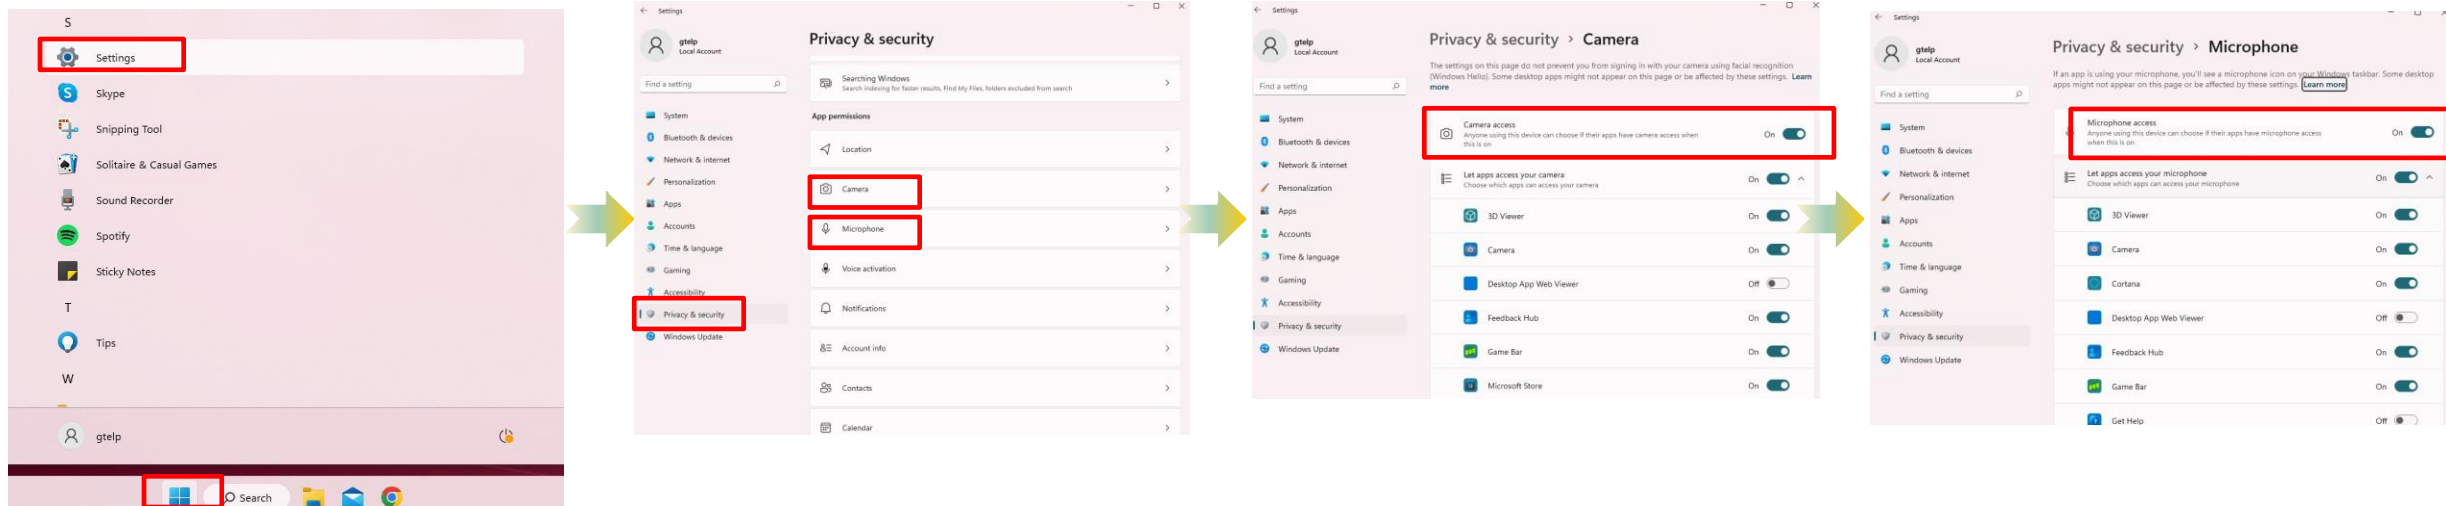 S
Settings
Skype
Snipping Tool
Solitaire & Casual Games
Sound Recorder
Spotify
Sticky Notes
T
Tips
W
gtelp
Search
Settings
gtelp
Local Account
Find a setting
System
Bluetooth & devices
Network & internet
Personalization
Apps
Accounts
Time & language
Gaming
Accessibility
Privacy & security
Windows Update
Privacy & security
Searching Windows
Search indexing for faster results, Find My Files, folders excluded from search
App permissions
Location
Camera
Microphone
Voice activation
Notifications
Account info
Contacts
Calendar
Settings
gtelp
Local Account
Find a setting
System
Bluetooth & devices
Network & internet
Personalization
Apps
Accounts
Time & language
Gaming
Accessibility
Privacy & security
Windows Update
Privacy & security > Camera
The settings on this page do not prevent you from signing in with your camera using facial recognition
(Windows Hello). Some desktop apps might not appear on this page or be affected by these settings. Learn
more
Camera access
Anyone using this device can choose if their apps have camera access when
this is on
On
Let apps access your camera
Choose which apps can access your camera
On
3D Viewer On
Camera On
Desktop App Web Viewer Off
Feedback Hub On
Game Bar On
Microsoft Store On
Settings
gtelp
Local Account
Find a setting
System
Bluetooth & devices
Network & internet
Personalization
Apps
Accounts
Time & language
Gaming
Accessibility
Privacy & security
Windows Update
Privacy & security > Microphone
If an app is using your microphone, you'll see a microphone icon on your Windows taskbar. Some desktop
apps might not appear on this page or be affected by these settings. Learn more
Microphone access
Anyone using this device can choose if their apps have microphone access
when this is on
On
Let apps access your microphone
Choose which apps can access your microphone
On
3D Viewer On
Camera On
Cortana On
Desktop App Web Viewer Off
Feedback Hub On
Game Bar On
Get Help Off